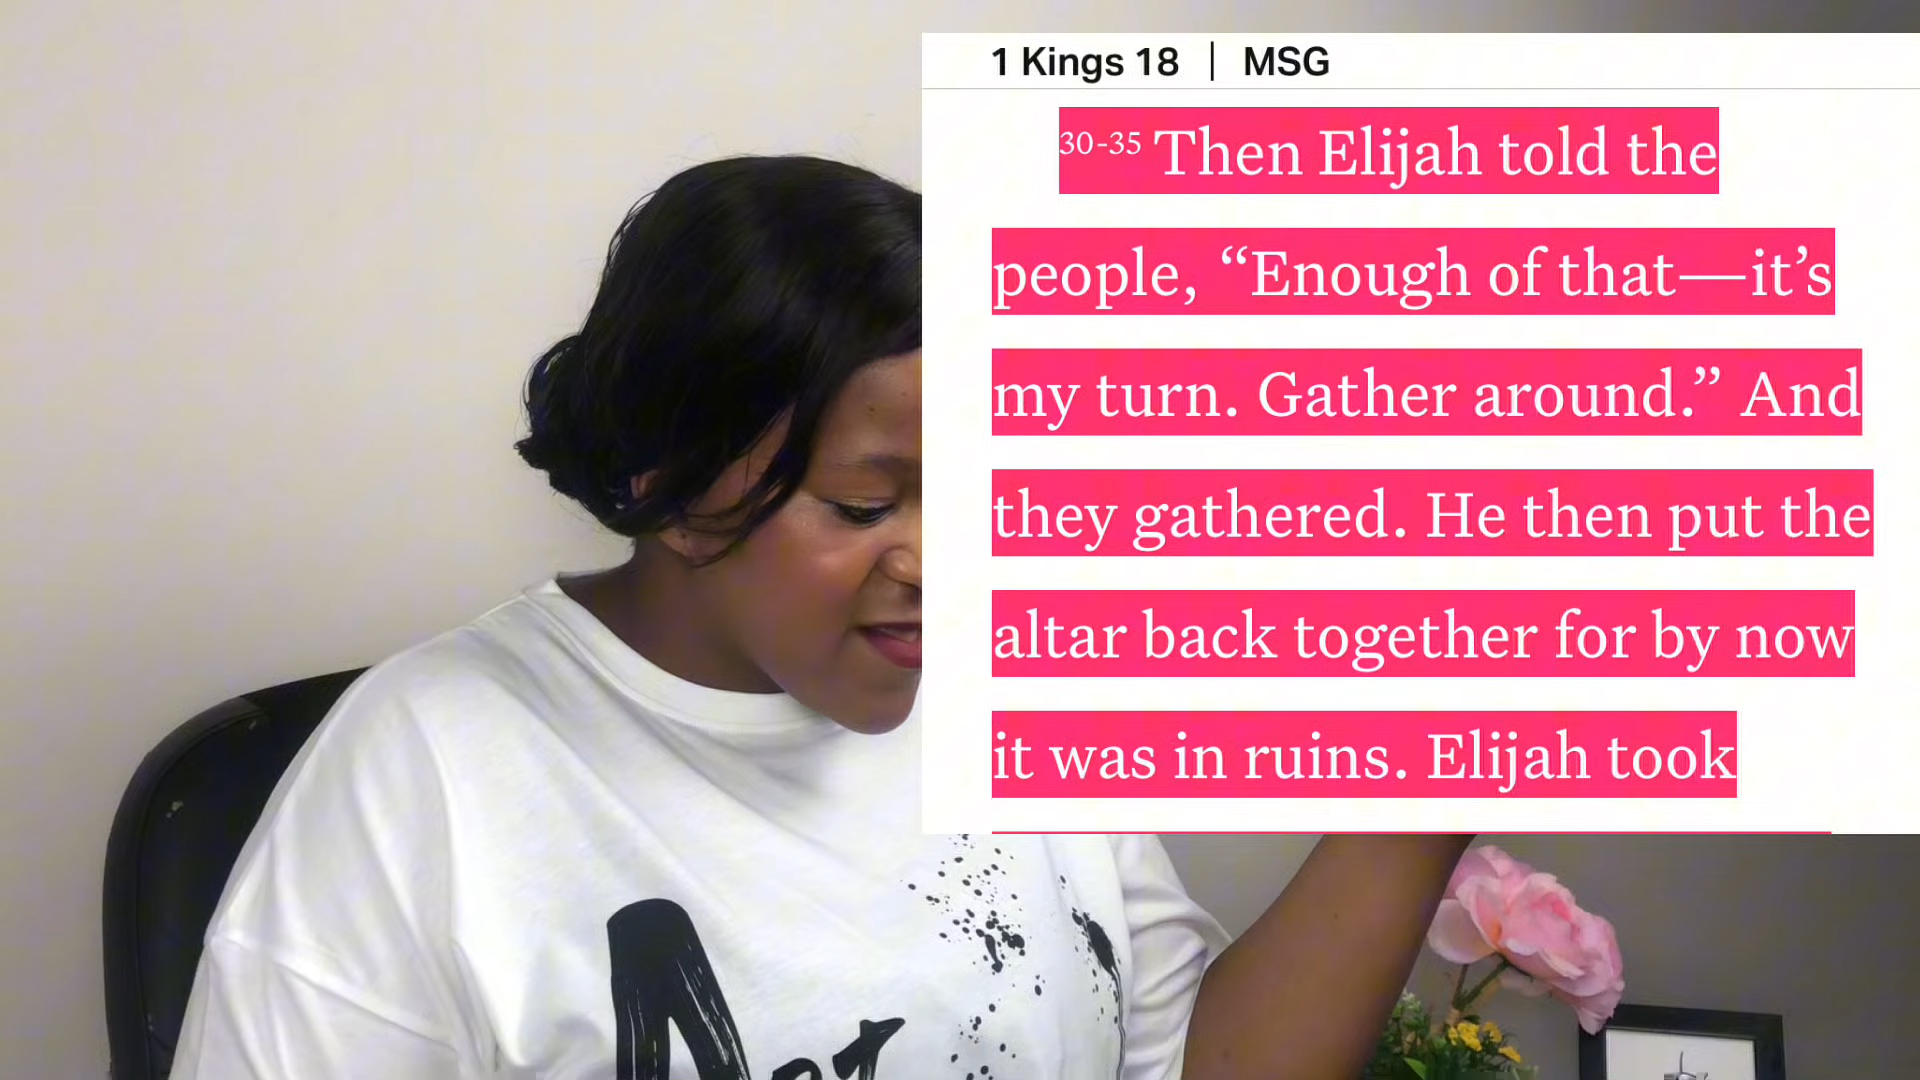 1 Kings 18 | MSG
30-35 Then Elijah told the
people, “Enough of that—it’s
my turn. Gather around.” And
they gathered. He then put the
altar back together for by now
it was in ruins. Elijah took
Art